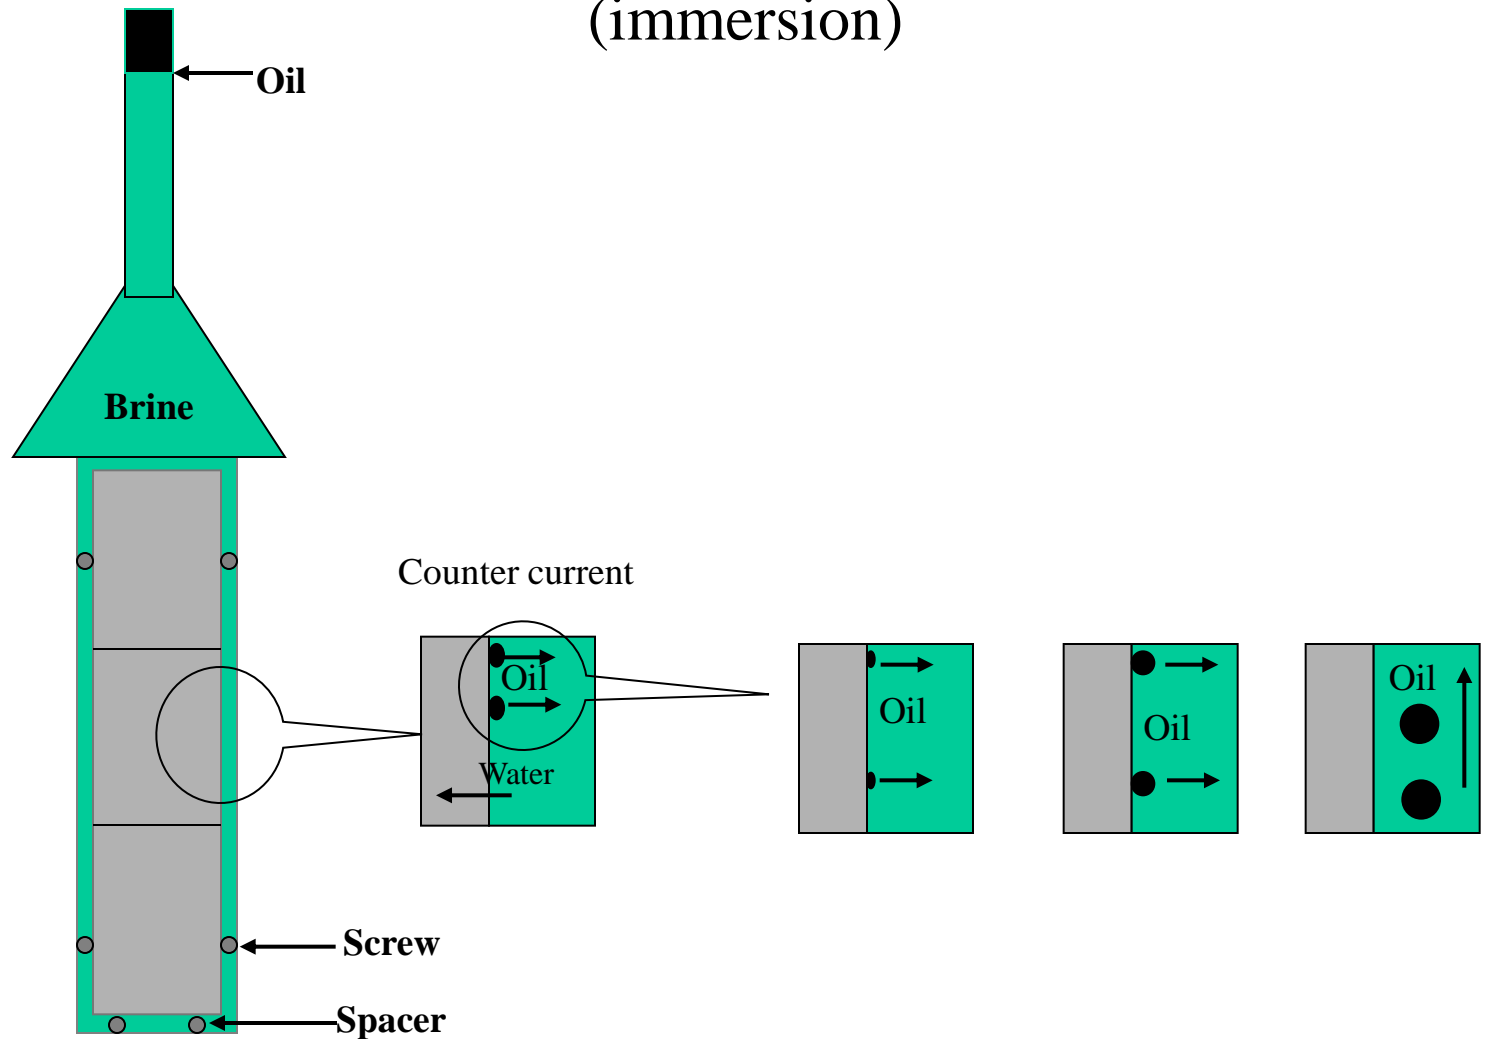 (immersion)
Oil
Brine
Counter current
Oil
Water
Oil
Oil
Oil
Screw
Spacer